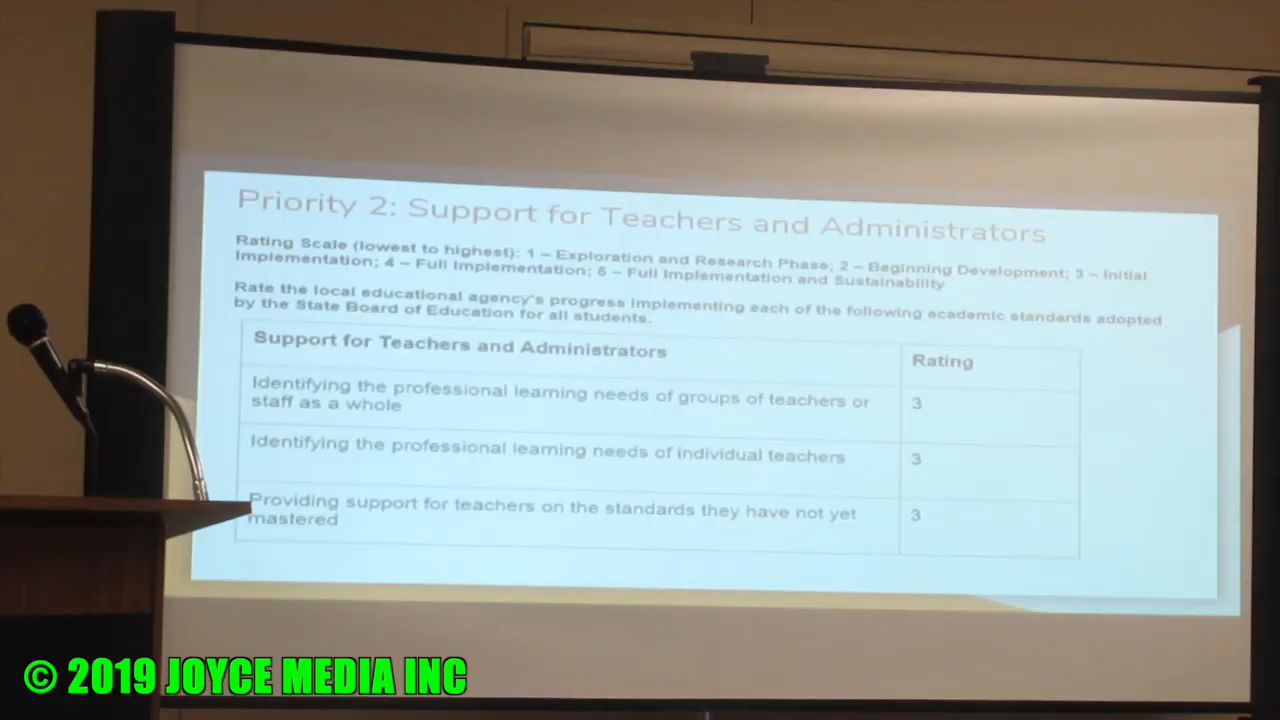 Priority 2: Support for Teachers and Administrators
Rating Scale (lowest to highest): 1 – Exploration and Research Phase; 2 – Beginning Development; 3 – Initial
Implementation; 4 – Full Implementation; 5 – Full Implementation and Sustainability
Rate the local educational agency's progress implementing each of the following academic standards adopted
by the State Board of Education for all students.
Support for Teachers and Administrators
Rating
Identifying the professional learning needs of groups of teachers or
staff as a whole
3
Identifying the professional learning needs of individual teachers
3
Providing support for teachers on the standards they have not yet
mastered
3
© 2019 JOYCE MEDIA INC